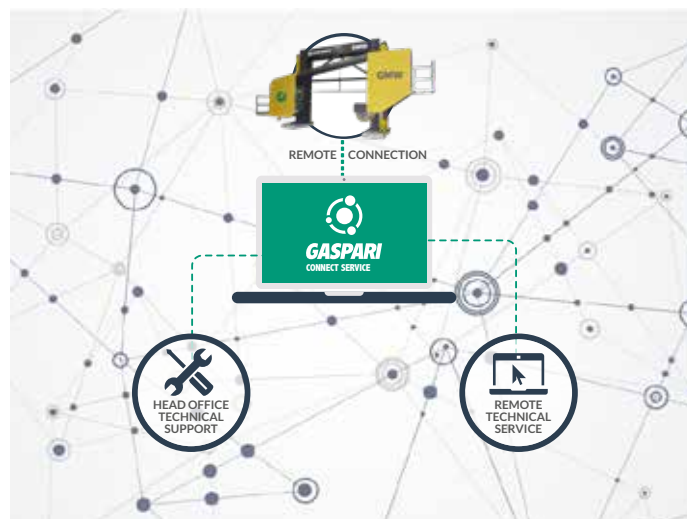 GMW
REMOTE CONNECTION
GASPARI
CONNECT SERVICE
HEAD OFFICE
TECHNICAL
SUPPORT
REMOTE
TECHNICAL
SERVICE